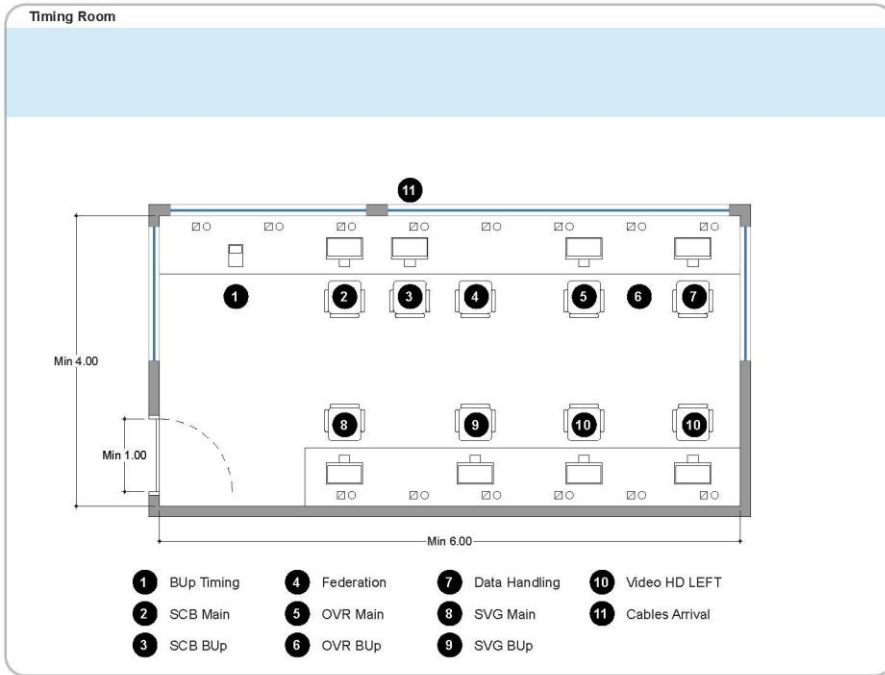 Timing Room
11
1 2 3 4 5 6 7
Min 4.00
8 9 10 10
Min 1.00
Min 6.00
1 BUp Timing 4 Federation 7 Data Handling 10 Video HD LEFT
2 SCB Main 5 OVR Main 8 SVG Main 11 Cables Arrival
3 SCB BUp 6 OVR BUp 9 SVG BUp